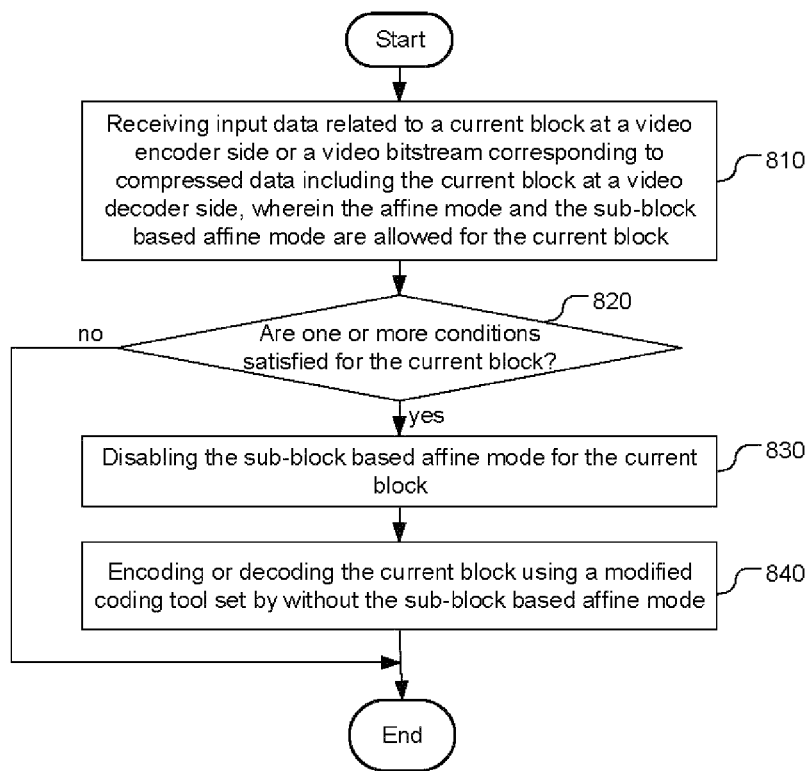 Start
Receiving input data related to a current block at a video
encoder side or a video bitstream corresponding to
compressed data including the current block at a video
decoder side, wherein the affine mode and the sub-block
based affine mode are allowed for the current block
810
820
no
Are one or more conditions
satisfied for the current block?
yes
Disabling the sub-block based affine mode for the current
block
830
Encoding or decoding the current block using a modified
coding tool set by without the sub-block based affine mode
840
End